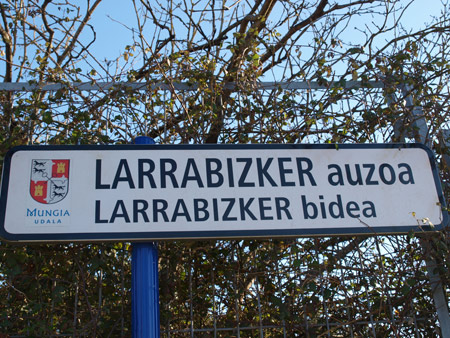 LARRABIZKER auzoa
LARRABIZKER bidea
MUNGIA
UDALA